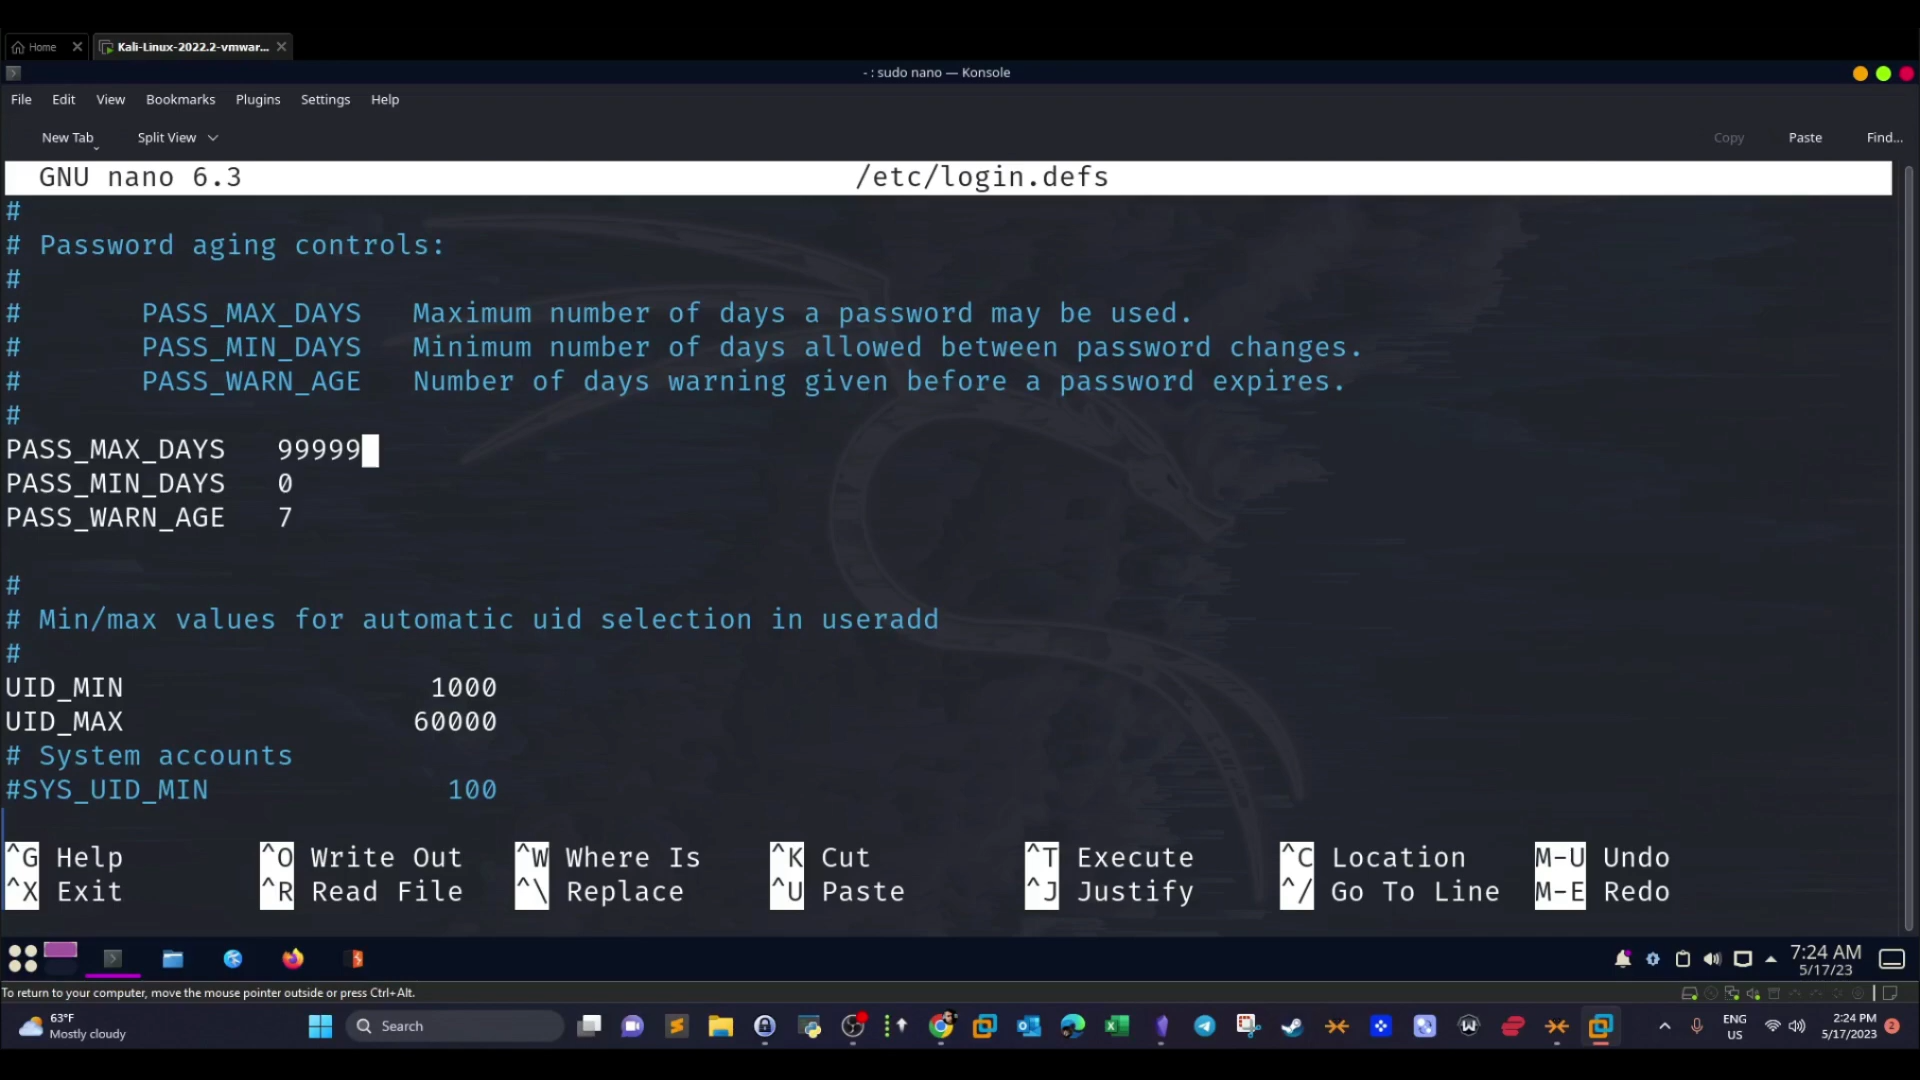 Home
Kali-Linux-2022.2-vmwar...
- : sudo nano — Konsole
File Edit View Bookmarks Plugins Settings Help
New Tab Split View Copy Paste Find...
GNU nano 6.3 /etc/login.defs
#
# Password aging controls:
#
# PASS_MAX_DAYS Maximum number of days a password may be used.
# PASS_MIN_DAYS Minimum number of days allowed between password changes.
# PASS_WARN_AGE Number of days warning given before a password expires.
#
PASS_MAX_DAYS 99999
PASS_MIN_DAYS 0
PASS_WARN_AGE 7
#
# Min/max values for automatic uid selection in useradd
#
UID_MIN 1000
UID_MAX 60000
# System accounts
#SYS_UID_MIN 100
^G Help ^O Write Out ^W Where Is ^K Cut ^T Execute ^C Location M-U Undo
^X Exit ^R Read File ^\ Replace ^U Paste ^J Justify ^/ Go To Line M-E Redo
7:24 AM
5/17/23
To return to your computer, move the mouse pointer outside or press Ctrl+Alt.
63°F
Mostly cloudy
Search
ENG
US
2:24 PM
5/17/2023
2